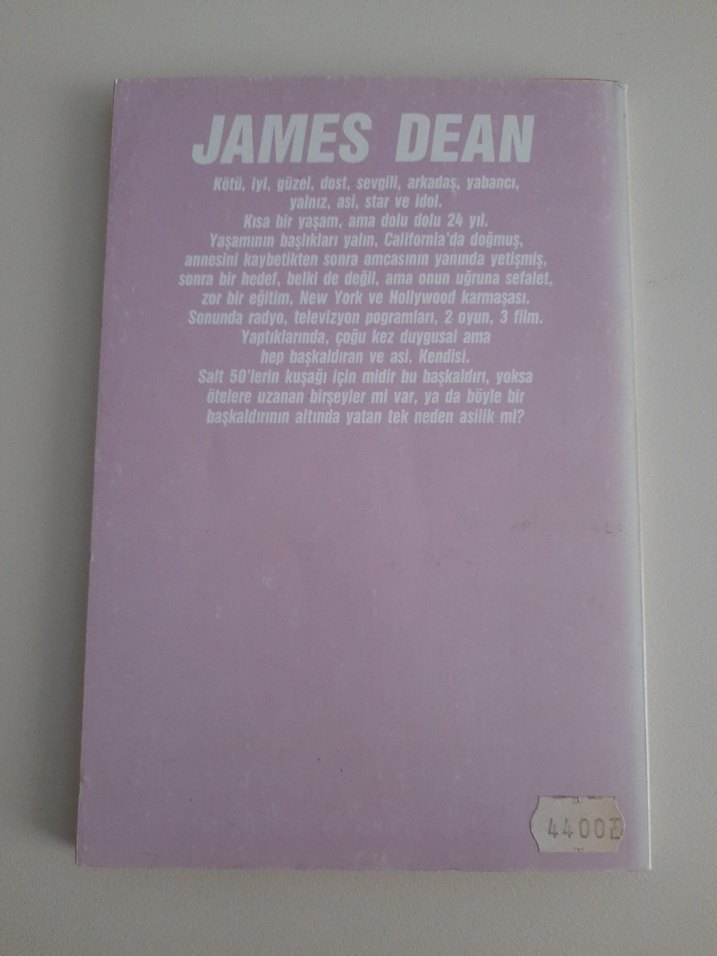 JAMES DEAN
Kötü, iyi, güzel, dost, sevgili, arkadaş, yabancı,
yalnız, asi, star ve idol.
Kısa bir yaşam, ama dolu dolu 24 yıl.
Yaşamının başlıkları yalın, California'da doğmuş,
annesini kaybetikten sonra amcasının yanında yetişmiş,
sonra bir hedef, belki de değil, ama onun uğruna sefalet,
zor bir eğitim, New York ve Hollywood karmaşası.
Sonunda radyo, televizyon pogramları, 2 oyun, 3 film.
Yaptıklarında, çoğu kez duygusal ama
hep başkaldıran ve asi. Kendisi.
Salt 50'lerin kuşağı için midir bu başkaldırı, yoksa
ötelere uzanan birşeyler mi var, ya da böyle bir
başkaldırının altında yatan tek neden asilik mi?
4400